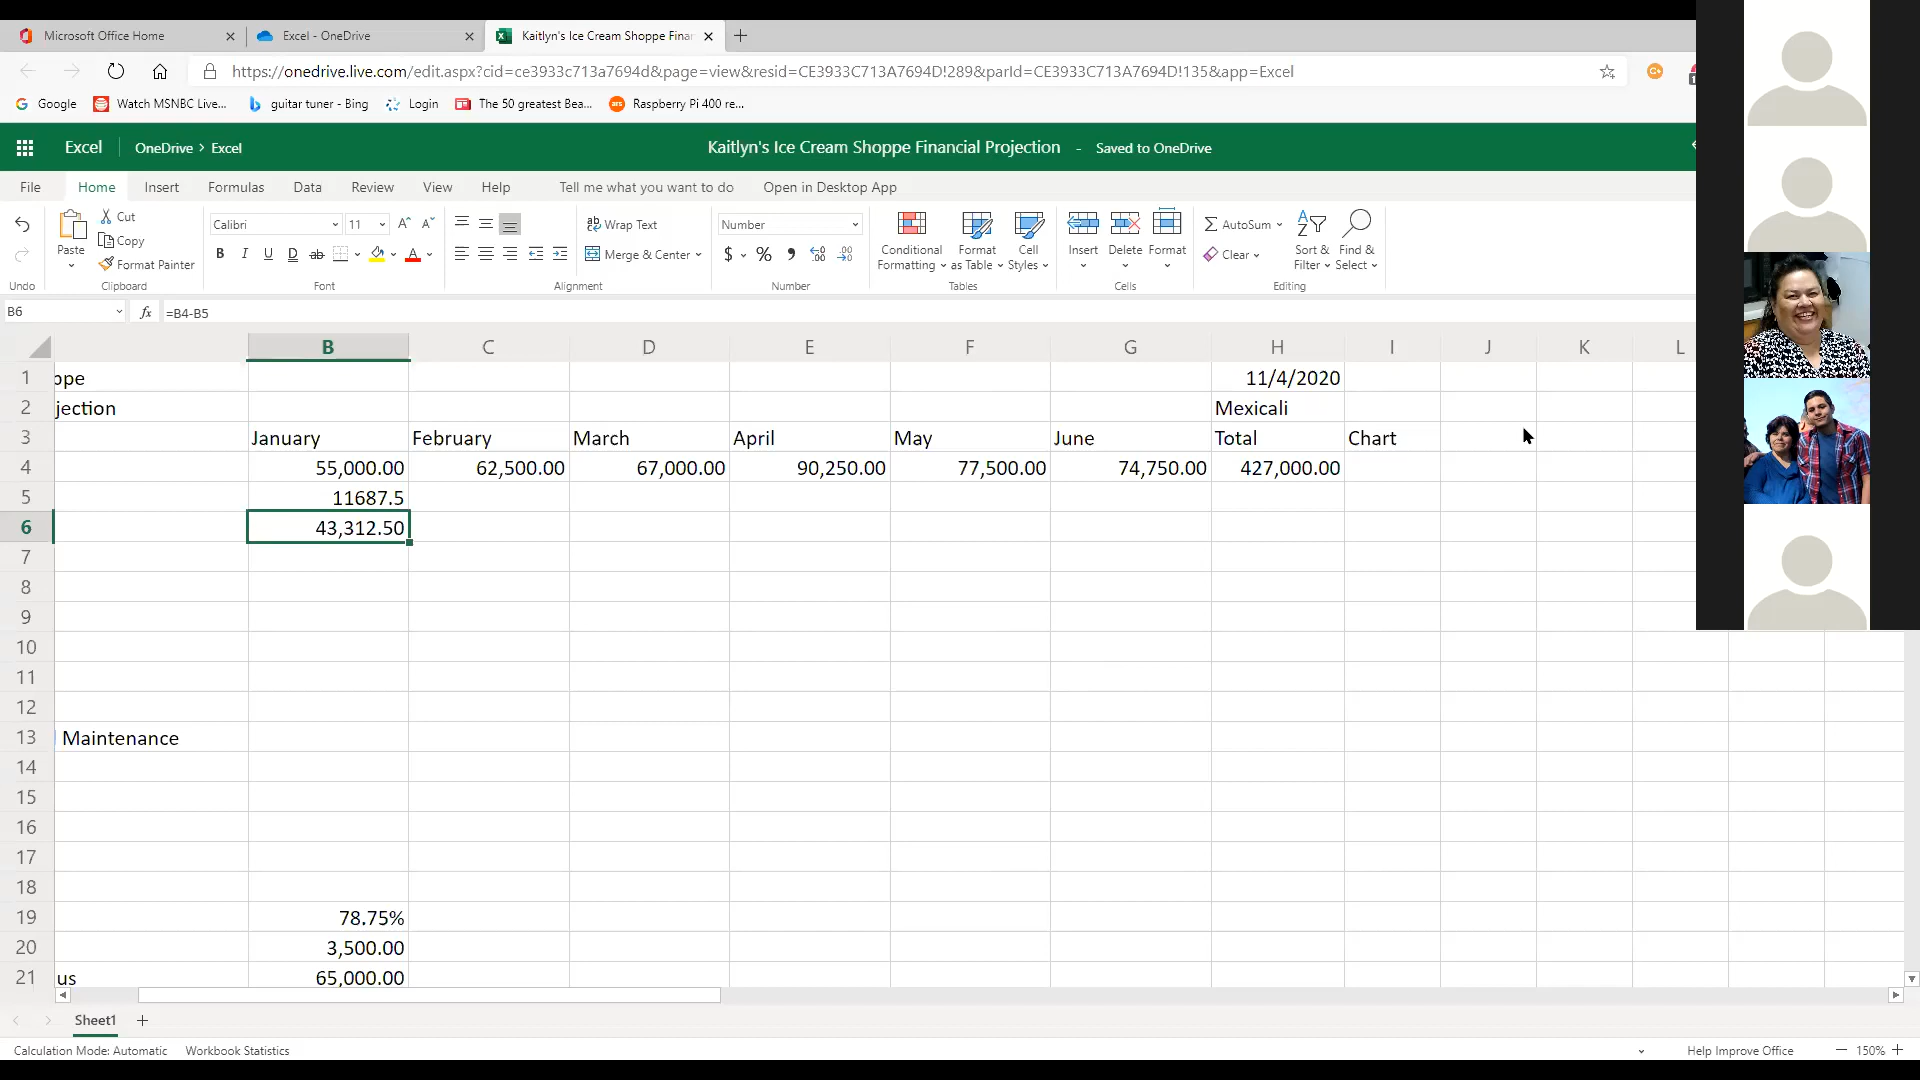 Microsoft Office Home
Excel - OneDrive
Kaitlyn's Ice Cream Shoppe Finar
https://onedrive.live.com/edit.aspx?cid=ce3933c713a7694d&page=view&resid=CE3933C713A7694D!289&parId=CE3933C713A7694D!135&app=Excel
Google Watch MSNBC Live... guitar tuner - Bing Login The 50 greatest Bea... Raspberry Pi 400 re...
Excel OneDrive > Excel Kaitlyn's Ice Cream Shoppe Financial Projection - Saved to OneDrive
File Home Insert Formulas Data Review View Help Tell me what you want to do Open in Desktop App
Paste Cut Copy Format Painter
Calibri 11
B I U D ab A
Wrap Text
Merge & Center
Number
$ % 9
Conditional Formatting
Format as Table
Cell Styles
Insert Delete Format
AutoSum
Clear
Sort & Filter
Find & Select
Undo Clipboard Font Alignment Number Tables Cells Editing
B6 fx =B4-B5
B C D E F G H I J K L
1 ppe 11/4/2020
2 jection Mexicali
3 January February March April May June Total Chart
4 55,000.00 62,500.00 67,000.00 90,250.00 77,500.00 74,750.00 427,000.00
5 11687.5
6 43,312.50
7
8
9
10
11
12
13 Maintenance
14
15
16
17
18
19 78.75%
20 3,500.00
21 us 65,000.00
Sheet1
Calculation Mode: Automatic Workbook Statistics Help Improve Office 150%